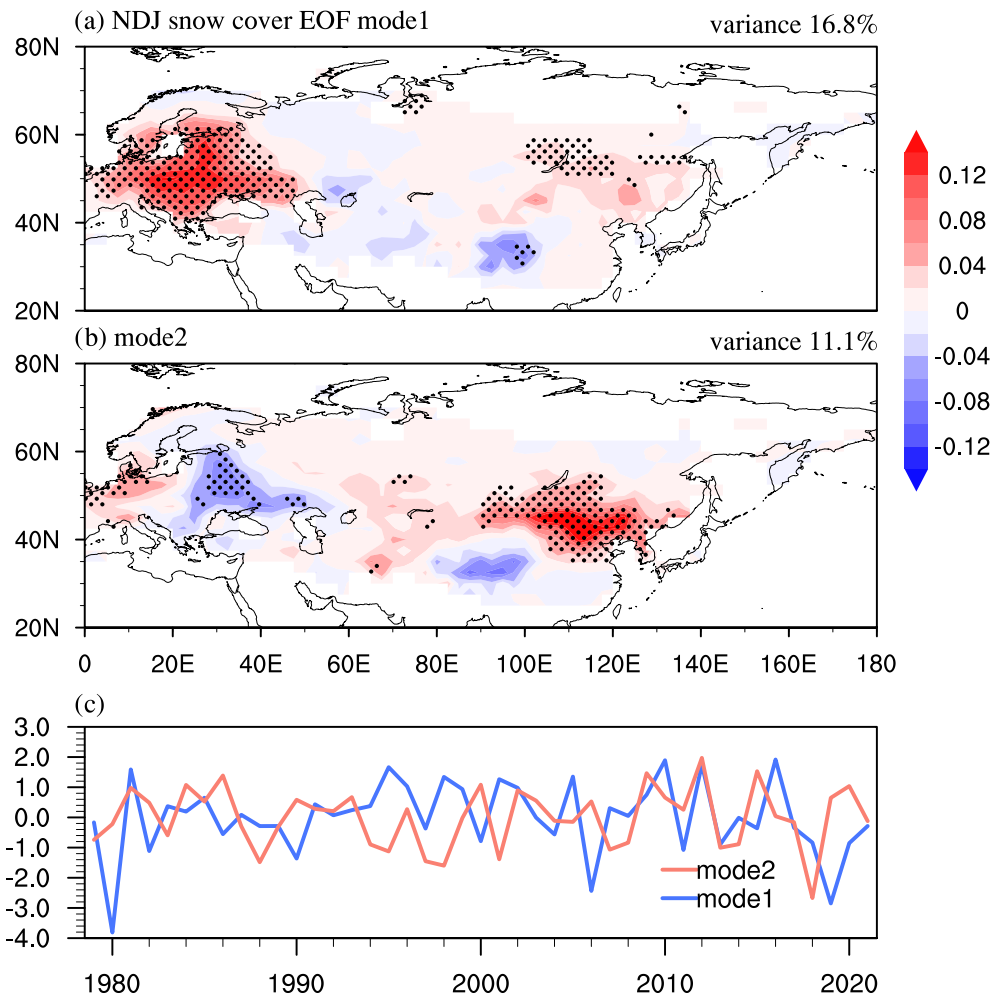 (a) NDJ snow cover EOF mode1 variance 16.8%
80N
60N
40N
20N
0.12
0.08
0.04
0
-0.04
-0.08
-0.12
(b) mode2 variance 11.1%
80N
60N
40N
20N
0 20E 40E 60E 80E 100E 120E 140E 160E 180
(c)
3.0
2.0
1.0
0.0
-1.0
-2.0
-3.0
-4.0
mode2
mode1
1980 1990 2000 2010 2020